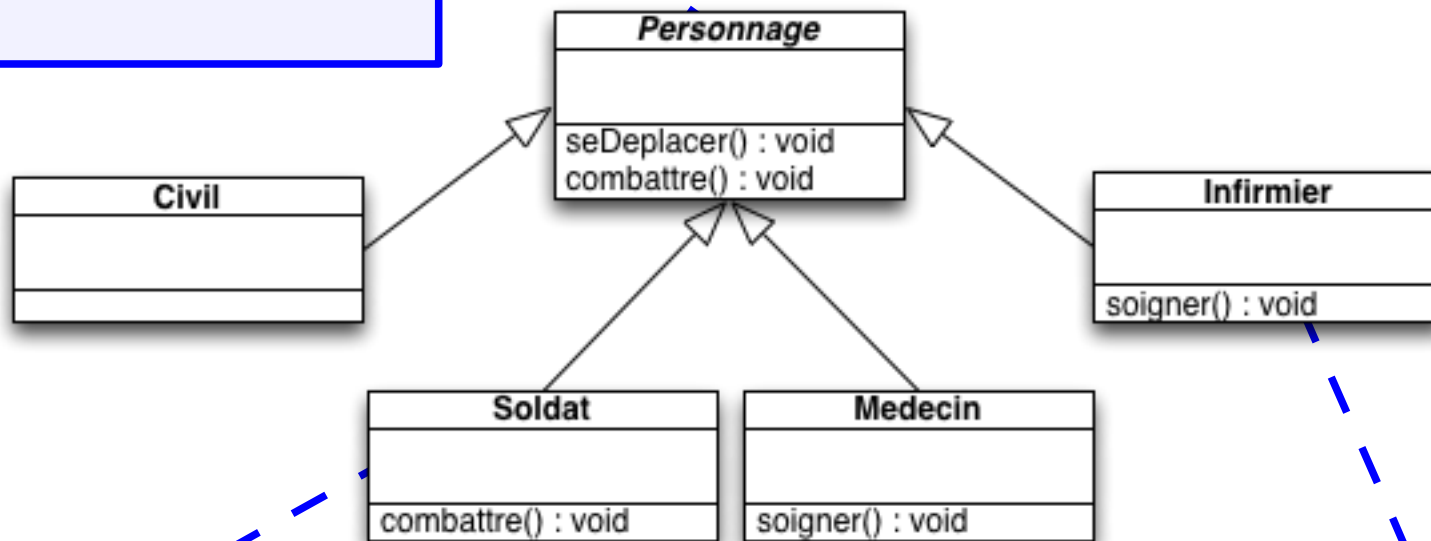 Personnage
seDeplacer() : void
combattre() : void
Civil
Infirmier
soigner() : void
Soldat
combattre() : void
Medecin
soigner() : void